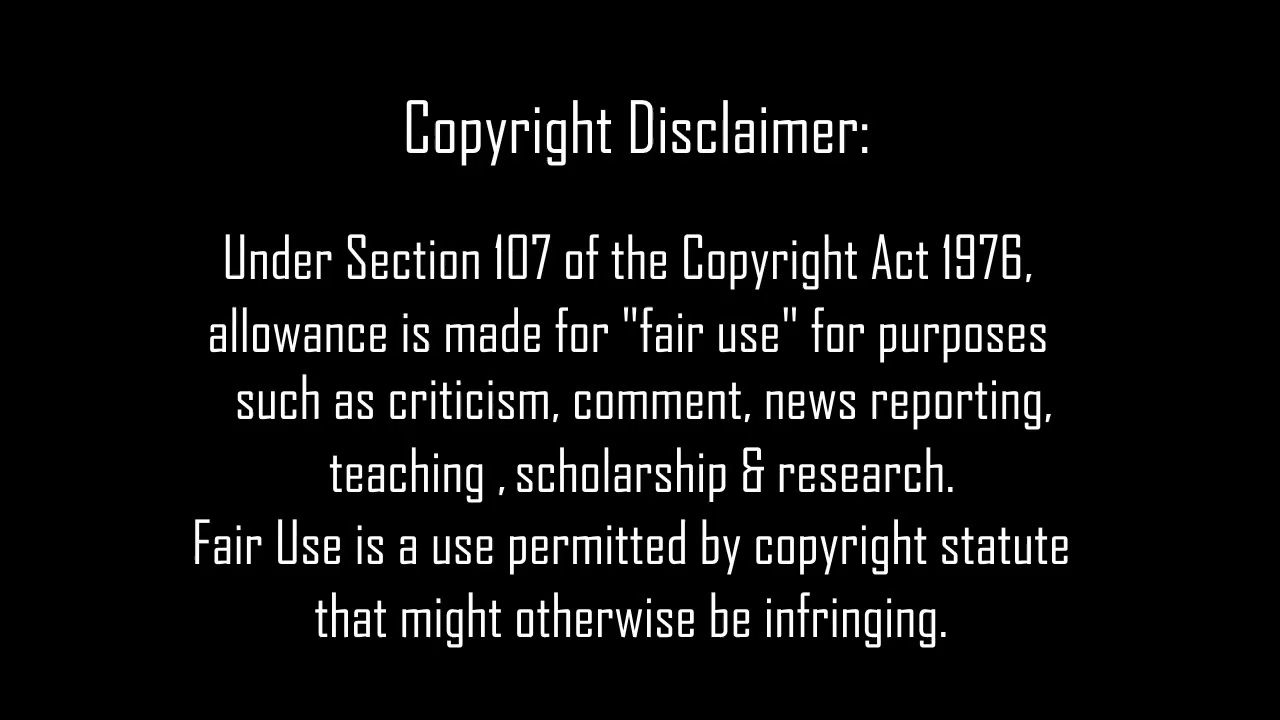 Copyright Disclaimer:
Under Section 107 of the Copyright Act 1976,
allowance is made for "fair use" for purposes
such as criticism, comment, news reporting,
teaching , scholarship & research.
Fair Use is a use permitted by copyright statute
that might otherwise be infringing.